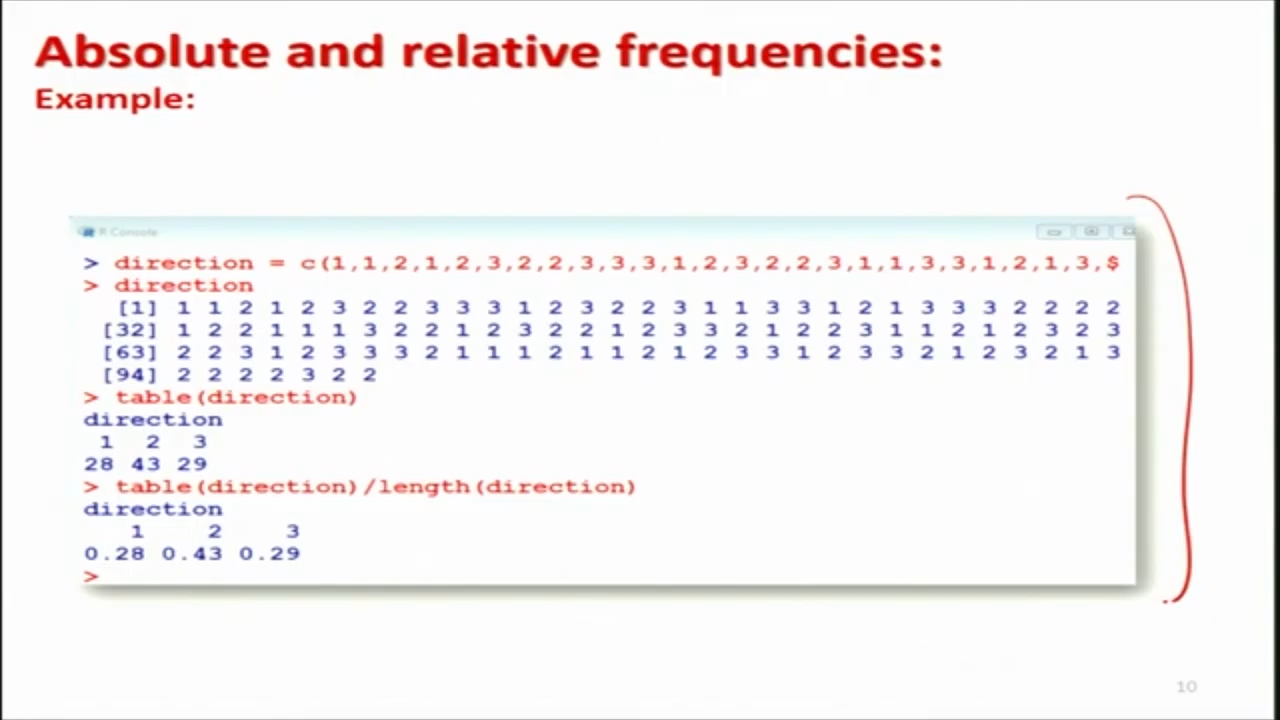 Absolute and relative frequencies:
Example:
R Console
> direction = c(1,1,2,1,2,3,2,2,3,3,3,1,2,3,2,2,3,1,1,3,3,1,2,1,3,$
> direction
[1] 1 1 2 1 2 3 2 2 3 3 3 1 2 3 2 2 3 1 1 3 3 1 2 1 3 3 3 2 2 2 2
[32] 1 2 2 1 1 1 3 2 2 1 2 3 2 2 1 2 3 3 2 1 2 2 3 1 1 2 1 2 3 2 3
[63] 2 2 3 1 2 3 3 3 2 1 1 1 2 1 1 2 1 2 3 3 1 2 3 3 2 1 2 3 2 1 3
[94] 2 2 2 2 3 2 2
> table(direction)
direction
1 2 3
28 43 29
> table(direction)/length(direction)
direction
1 2 3
0.28 0.43 0.29
>
10